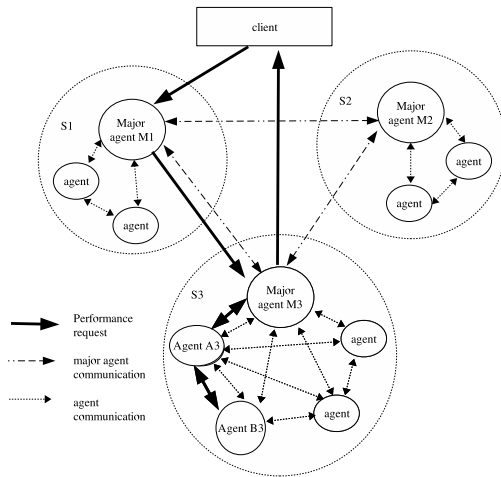 client
S1
Major
agent M1
agent
agent
S2
Major
agent M2
agent
agent
S3
Major
agent M3
Agent A3
agent
agent
Agent B3
Performance
request
major agent
communication
agent
communication